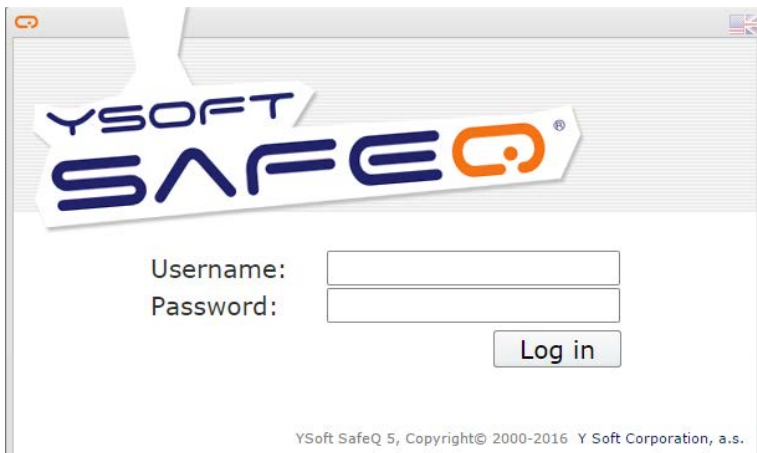 YSOFT
SAFEQ®
Username:
Password:
Log in
YSoft SafeQ 5, Copyright© 2000-2016 Y Soft Corporation, a.s.